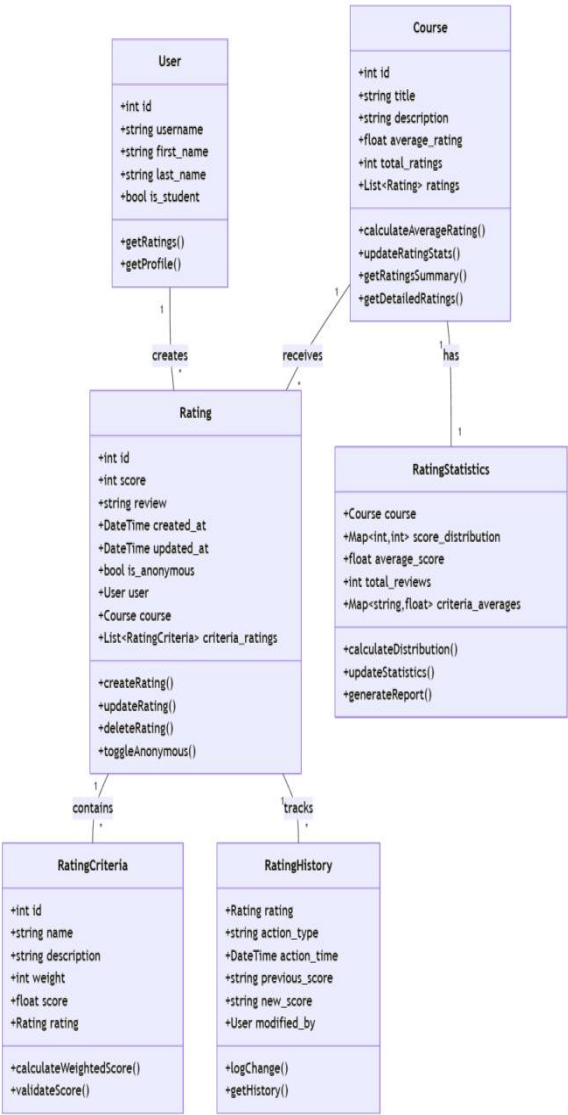 User
+int id
+string username
+string first_name
+string last_name
+bool is_student
+getRatings()
+getProfile()
Course
+int id
+string title
+string description
+float average_rating
+int total_ratings
+List<Rating> ratings
+calculateAverageRating()
+updateRatingStats()
+getRatingsSummary()
+getDetailedRatings()
1
creates
*
1
receives
*
1
has
1
Rating
+int id
+int score
+string review
+DateTime created_at
+DateTime updated_at
+bool is_anonymous
+User user
+Course course
+List<RatingCriteria> criteria_ratings
+createRating()
+updateRating()
+deleteRating()
+toggleAnonymous()
RatingStatistics
+Course course
+Map<int,int> score_distribution
+float average_score
+int total_reviews
+Map<string,float> criteria_averages
+calculateDistribution()
+updateStatistics()
+generateReport()
1
contains
*
1
tracks
*
RatingCriteria
+int id
+string name
+string description
+int weight
+float score
+Rating rating
+calculateWeightedScore()
+validateScore()
RatingHistory
+Rating rating
+string action_type
+DateTime action_time
+string previous_score
+string new_score
+User modified_by
+logChange()
+getHistory()